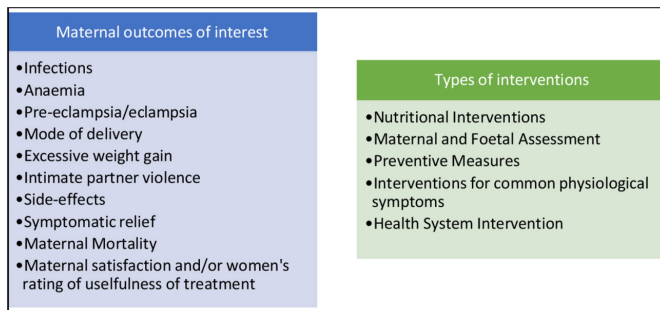 Maternal outcomes of interest
•Infections
•Anaemia
•Pre-eclampsia/eclampsia
•Mode of delivery
•Excessive weight gain
•Intimate partner violence
•Side-effects
•Symptomatic relief
•Maternal Mortality
•Maternal satisfaction and/or women's
rating of uselfulness of treatment
Types of interventions
•Nutritional Interventions
•Maternal and Foetal Assessment
•Preventive Measures
•Interventions for common physiological
symptoms
•Health System Intervention